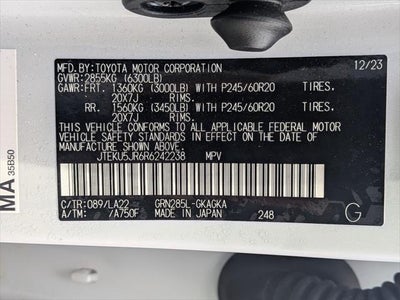 MFD.BY:TOYOTA MOTOR CORPORATION 12/23
GVWR:2855KG (6300LB)
GAWR:FRT. 1360KG (3000LB) WITH P245/60R20 TIRES.
20X7J RIMS.
RR. 1560KG (3450LB) WITH P245/60R20 TIRES.
20X7J RIMS.
THIS VEHICLE CONFORMS TO ALL APPLICABLE FEDERAL MOTOR
VEHICLE SAFETY STANDARDS IN EFFECT ON THE DATE OF
MANUFACTURE SHOWN ABOVE.
JTEKU5JR6R6242238 MPV
C/TR:089/LA22 GRN285L-GKAGKA
A/TM: /A750F MADE IN JAPAN 248 G
MA
35B50